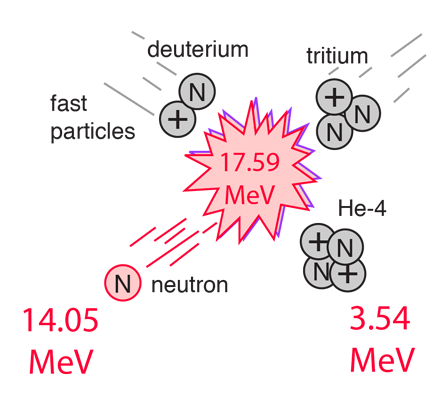 deuterium
tritium
N
+
+
N
N
fast
particles
17.59
MeV
He-4
+
N
N
+
N
neutron
14.05
MeV
3.54
MeV